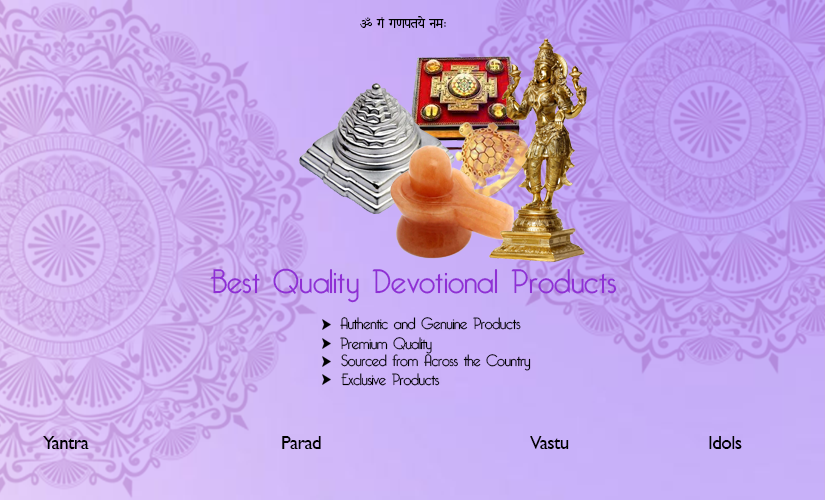 ॐ गं गणपतये नमः
Best Quality Devotional Products
Authentic and Genuine Products
Premium Quality
Sourced from Across the Country
Exclusive Products
Yantra Parad Vastu Idols